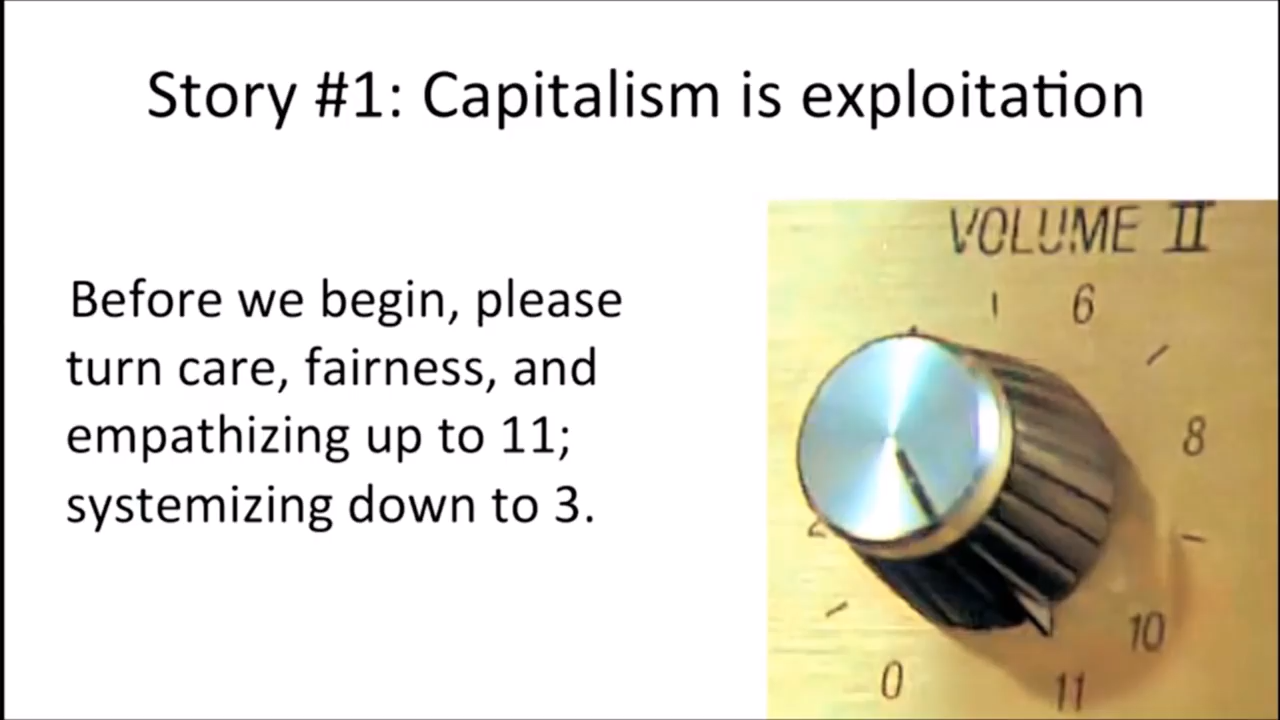 Story #1: Capitalism is exploitation
Before we begin, please
turn care, fairness, and
empathizing up to 11;
systemizing down to 3.
VOLUME II
6
8
2
10
0
11